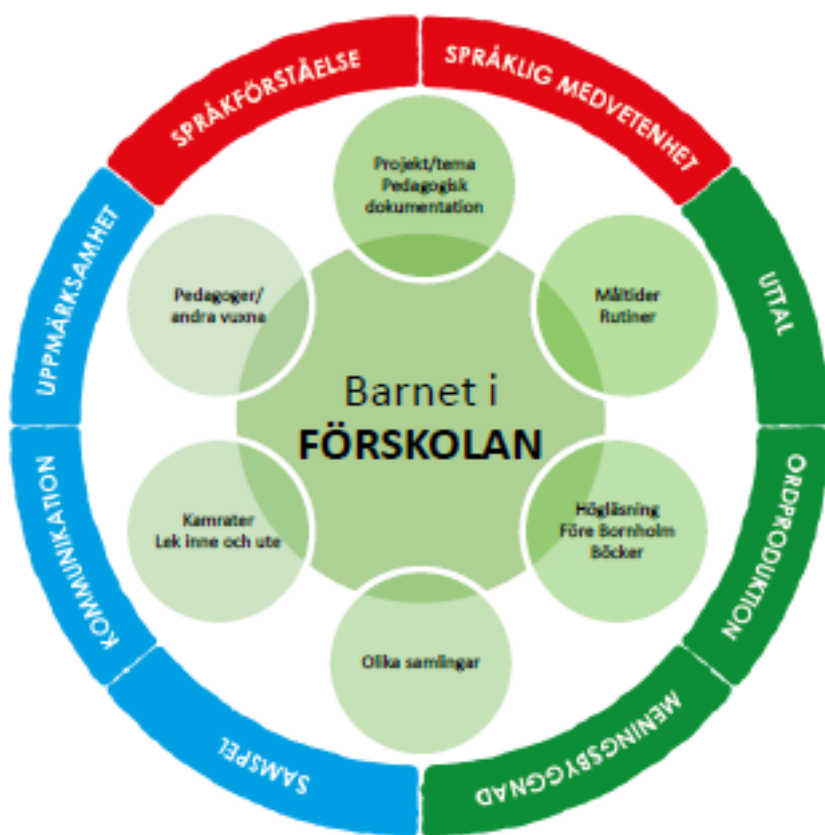 SPRÅKFÖRSTÅELSE
SPRÅKLIG MEDVETENHET
UTTAL
ORDPRODUKTION
MENINGSBYGGNAD
SAMSPEL
KOMMUNIKATION
UPPMÄRKSAMHET
Projekt/tema
Pedagogisk
dokumentation
Måltider
Rutiner
Högläsning
Före Bornholm
Böcker
Olika samlingar
Kamrater
Lek inne och ute
Pedagoger/
andra vuxna
Barnet i
FÖRSKOLAN